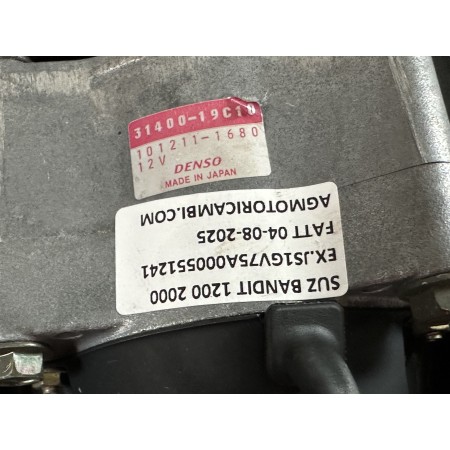 31400-19C10
101211-1680
12V DENSO
MADE IN JAPAN
SUZ BANDIT 1200 2000
EX.JS1GV75A000551241
FATT 04-08-2025
AGMOTORICAMBI.COM